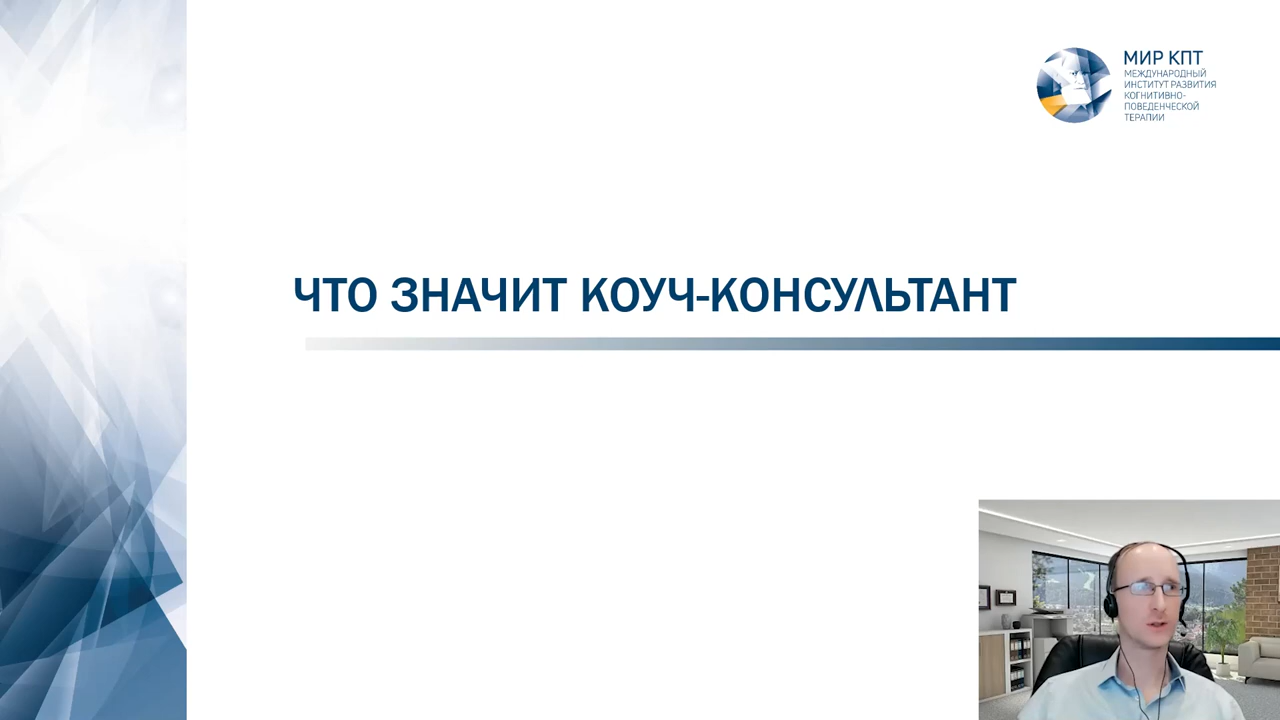 МИР КПТ
МЕЖДУНАРОДНЫЙ
ИНСТИТУТ РАЗВИТИЯ
КОГНИТИВНО-
ПОВЕДЕНЧЕСКОЙ
ТЕРАПИИ
ЧТО ЗНАЧИТ КОУЧ-КОНСУЛЬТАНТ